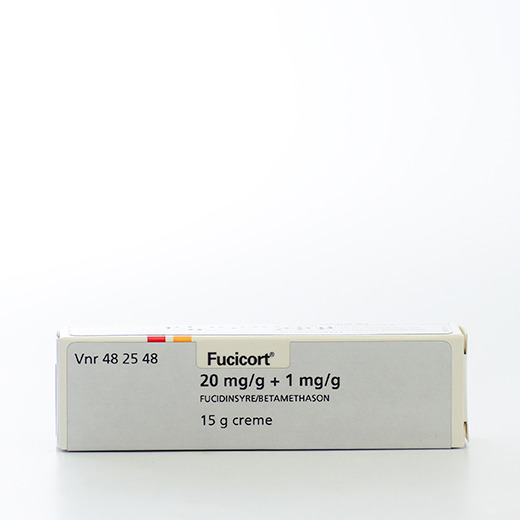 Vnr 48 25 48
Fucicort®
20 mg/g + 1 mg/g
FUCIDINSYRE/BETAMETHASON
15 g creme